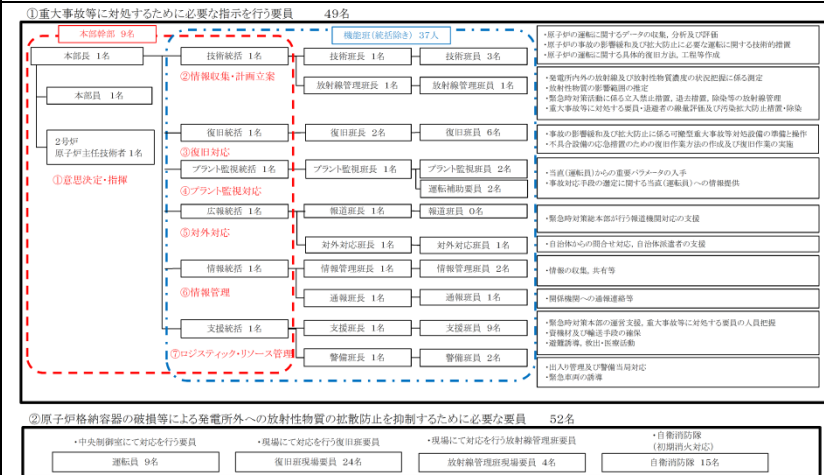 ①重大事故等に対処するために必要な指示を行う要員　49名
本部幹部 9名
機能班(統括除き) 37人
本部長 1名
本部員 1名
2号炉
原子炉主任技術者 1名
①意思決定・指揮
技術統括 1名
技術班長 1名
技術班員 3名
②情報収集・計画立案
放射線管理班長 1名
放射線管理班員 1名
・原子炉の運転に関するデータの収集, 分析及び評価
・原子炉の事故の影響緩和及び拡大防止に必要な運転に関する技術的措置
・原子炉の運転に関する具体的復旧方法, 工程等作成
・発電所内外の放射線及び放射性物質濃度の状況把握に係る測定
・放射性物質の影響範囲の推定
・緊急時対策活動に係る立入禁止措置, 退去措置, 除染等の放射線管理
・重大事故等に対処する要員・退避者の線量評価及び汚染拡大防止措置・除染
復旧統括 1名
復旧班長 2名
復旧班員 6名
③復旧対応
・事故の影響緩和及び拡大防止に係る可搬型重大事故等対処設備の準備と操作
・不具合設備の応急措置のための復旧作業方法の作成及び復旧作業の実施
プラント監視統括 1名
プラント監視班長 1名
プラント監視班員 2名
運転補助要員 2名
④プラント監視対応
・当直(運転員)からの重要パラメータの入手
・事故対応手段の選定に関する当直(運転員)への情報提供
広報統括 1名
報道班長 1名
報道班員 0名
⑤対外対応
・緊急時対策総本部が行う報道機関対応の支援
対外対応班長 1名
対外対応班員 1名
・自治体からの問合せ対応, 自治体派遣者の支援
情報統括 1名
情報管理班長 1名
情報管理班員 2名
⑥情報管理
・情報の収集, 共有等
通報班長 1名
通報班員 1名
・関係機関への通報連絡等
支援統括 1名
支援班長 1名
支援班員 9名
⑦ロジスティック・リソース管理
・緊急時対策本部の運営支援, 重大事故等に対処する要員の人員把握
・資機材及び輸送手段の確保
・避難誘導, 救出・医療活動
警備班長 1名
警備班員 2名
・出入り管理及び警備当局対応
・緊急車両の誘導
②原子炉格納容器の破損等による発電所外への放射性物質の拡散防止を抑制するために必要な要員　52名
・中央制御室にて対応を行う要員
運転員 9名
・現場にて対応を行う復旧班要員
復旧班現場要員 24名
・現場にて対応を行う放射線管理班要員
放射線管理班現場要員 4名
・自衛消防隊
(初期消火対応)
自衛消防隊 15名